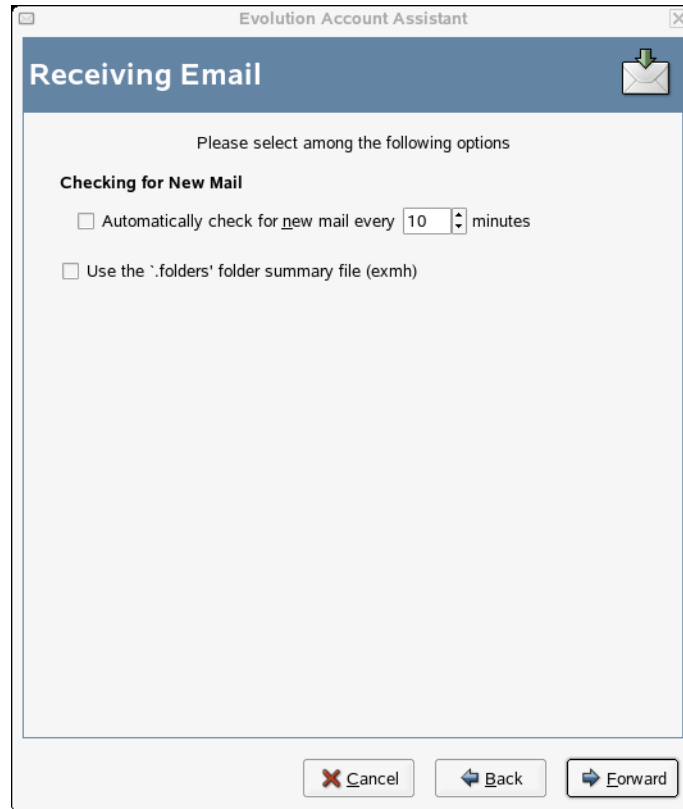 Evolution Account Assistant
Receiving Email
Please select among the following options
Checking for New Mail
Automatically check for new mail every 10 minutes
Use the `.folders' folder summary file (exmh)
Cancel Back Forward